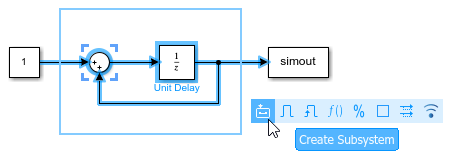 1
1
z
simout
Unit Delay
f()
%
Create Subsystem